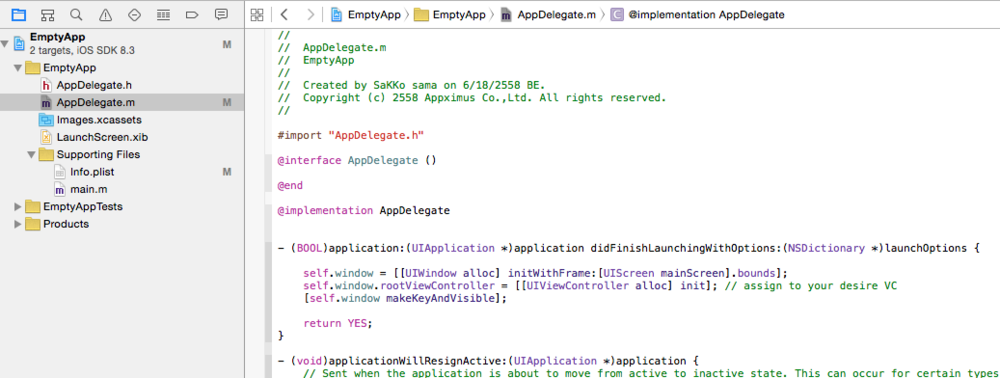 EmptyApp
2 targets, iOS SDK 8.3
M
EmptyApp
AppDelegate.h
AppDelegate.m
M
Images.xcassets
LaunchScreen.xib
Supporting Files
Info.plist
M
main.m
EmptyAppTests
Products
EmptyApp
EmptyApp
AppDelegate.m
@implementation AppDelegate
//
//  AppDelegate.m
//  EmptyApp
//
//  Created by SaKKo sama on 6/18/2558 BE.
//  Copyright (c) 2558 Appximus Co.,Ltd. All rights reserved.
//
#import "AppDelegate.h"
@interface AppDelegate ()
@end
@implementation AppDelegate
- (BOOL)application:(UIApplication *)application didFinishLaunchingWithOptions:(NSDictionary *)launchOptions {
self.window = [[UIWindow alloc] initWithFrame:[UIScreen mainScreen].bounds];
self.window.rootViewController = [[UIViewController alloc] init]; // assign to your desire VC
[self.window makeKeyAndVisible];
return YES;
}
- (void)applicationWillResignActive:(UIApplication *)application {
// Sent when the application is about to move from active to inactive state. This can occur for certain types